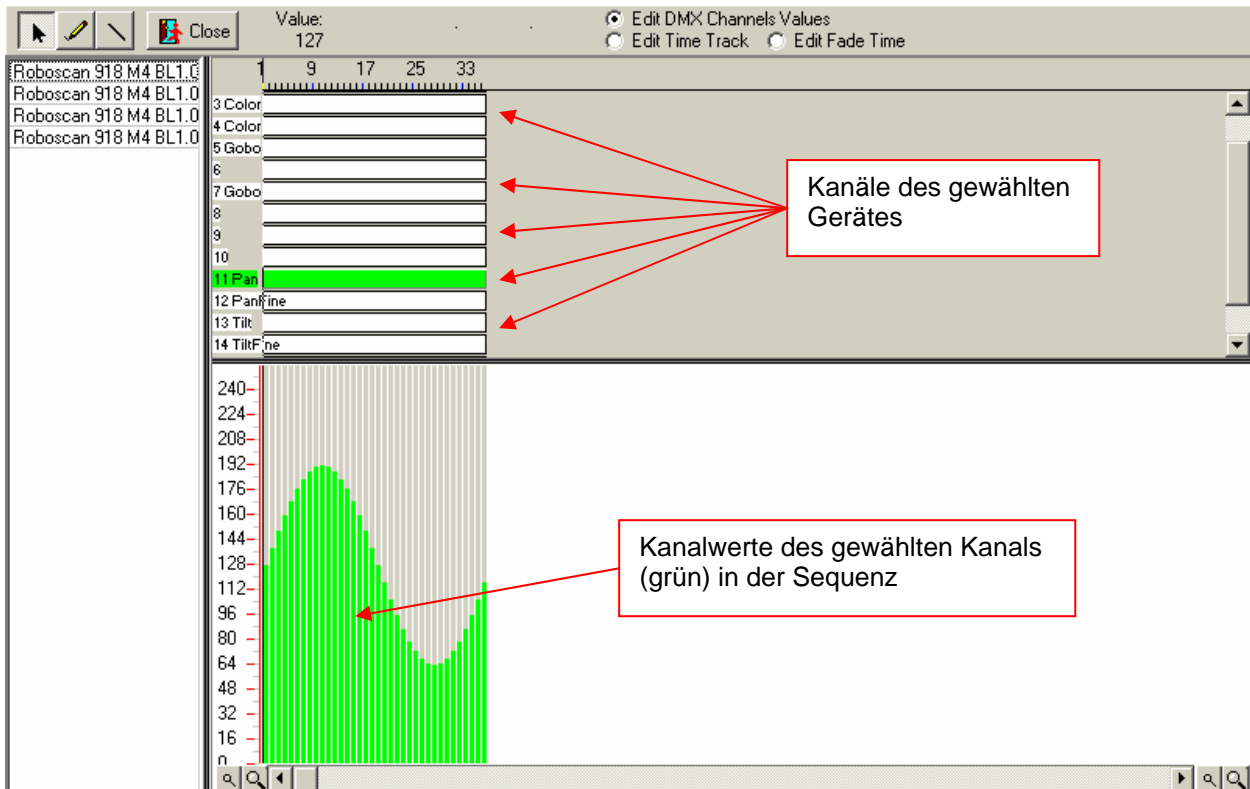 Close
Value:
127
Edit DMX Channels Values
Edit Time Track
Edit Fade Time
Roboscan 918 M4 BL1.0
Roboscan 918 M4 BL1.0
Roboscan 918 M4 BL1.0
Roboscan 918 M4 BL1.0
1 9 17 25 33
3 Color
4 Color
5 Gobo
6
7 Gobo
8
9
10
11 Pan
12 PanFine
13 Tilt
14 TiltFine
Kanäle des gewählten
Gerätes
240
224
208
192
176
160
144
128
112
96
80
64
48
32
16
0
Kanalwerte des gewählten Kanals
(grün) in der Sequenz